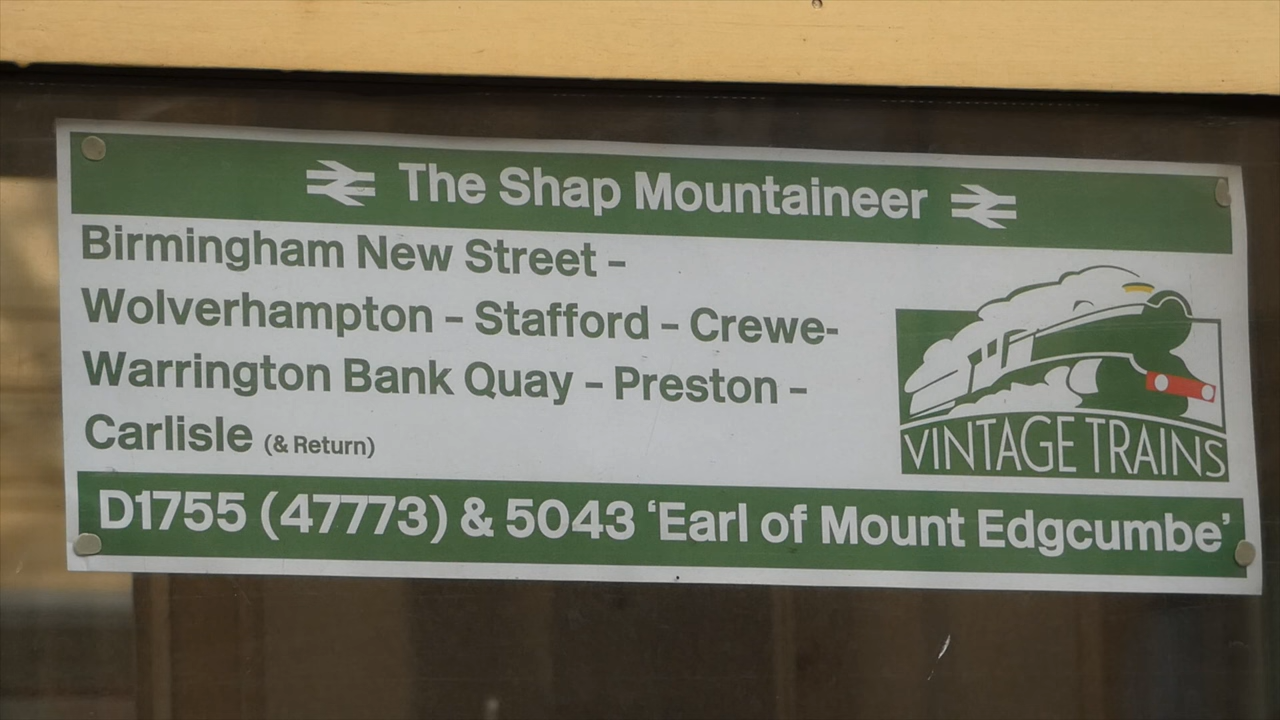 The Shap Mountaineer
Birmingham New Street –
Wolverhampton – Stafford – Crewe-
Warrington Bank Quay – Preston –
Carlisle (& Return)
VINTAGE TRAINS
D1755 (47773) & 5043 ‘Earl of Mount Edgcumbe’